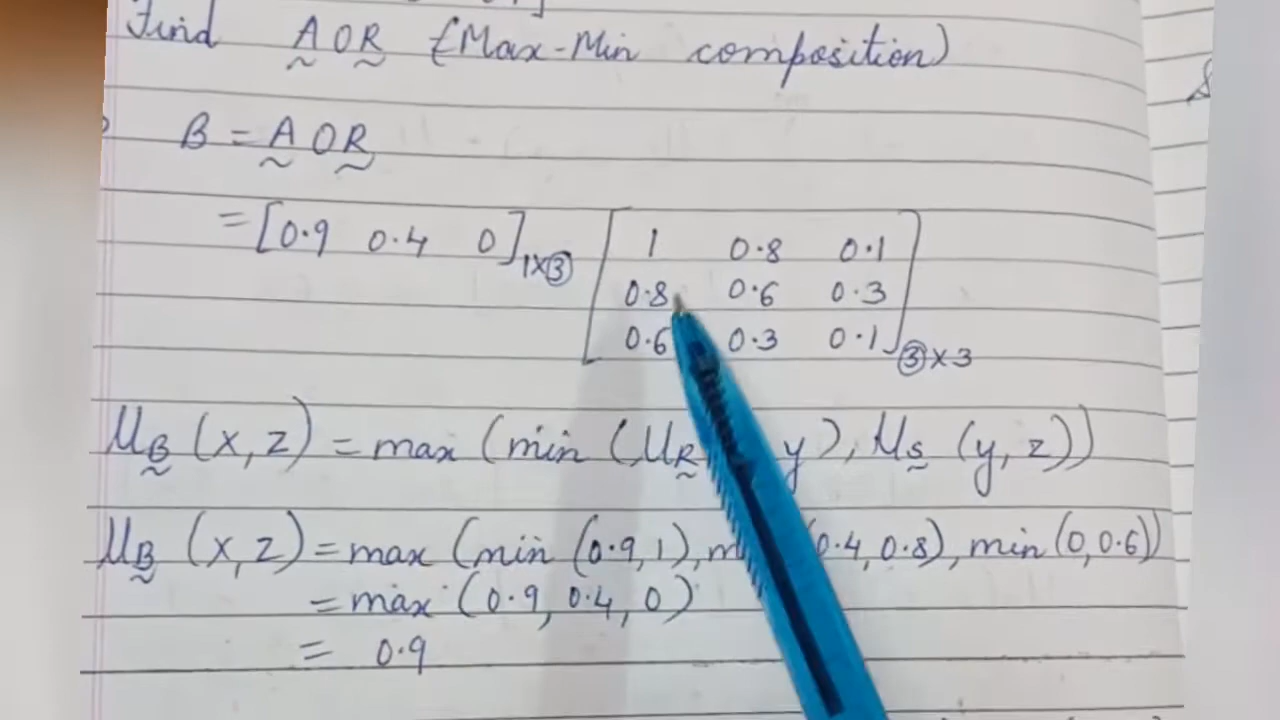 Find A O R (Max-Min composition)
B = A O R
= [0.9 0.4 0]1×3 [1 0.8 0.1
0.8 0.6 0.3
0.6 0.3 0.1]3×3
μB (x, z) = max (min (μR y), μS (y, z))
μB (x, z) = max (min (0.9, 1), m (0.4, 0.8), min (0, 0.6))
= max (0.9, 0.4, 0)
= 0.9